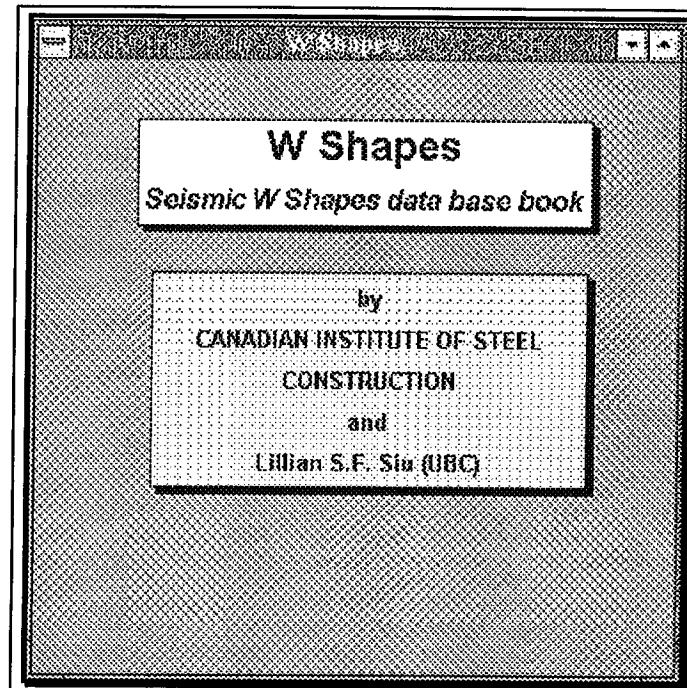 W Shapes
W Shapes
Seismic W Shapes data base book
by
CANADIAN INSTITUTE OF STEEL
CONSTRUCTION
and
Lillian S.F. Siu (UBC)